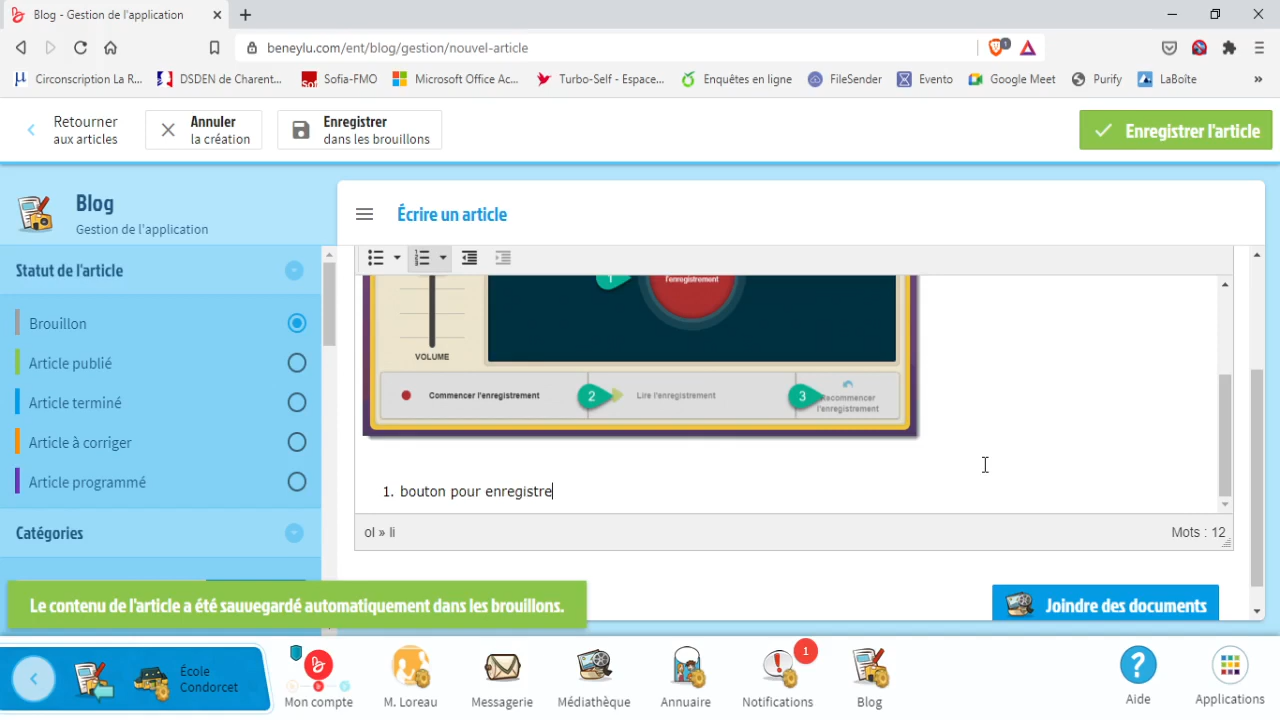 Blog - Gestion de l'application
beneylu.com/ent/blog/gestion/nouvel-article
1
Circonscription La R...
DSDEN de Charent...
Sofia-FMO
Microsoft Office Ac...
Turbo-Self - Espace...
Enquêtes en ligne
FileSender
Evento
Google Meet
Purify
LaBoîte
»
Retourner
aux articles
Annuler
la création
Enregistrer
dans les brouillons
Enregistrer l'article
Blog
Gestion de l'application
Écrire un article
Statut de l'article
Brouillon
Article publié
Article terminé
Article à corriger
Article programmé
Catégories
1
l'enregistrement
VOLUME
Commencer l'enregistrement
2
Lire l'enregistrement
3
Recommencer
l'enregistrement
1. bouton pour enregistre
ol » li
Mots : 12
Le contenu de l'article a été sauvegardé automatiquement dans les brouillons.
Joindre des documents
École
Condorcet
Mon compte
M. Loreau
Messagerie
Médiathèque
Annuaire
1
Notifications
Blog
?
Aide
Applications